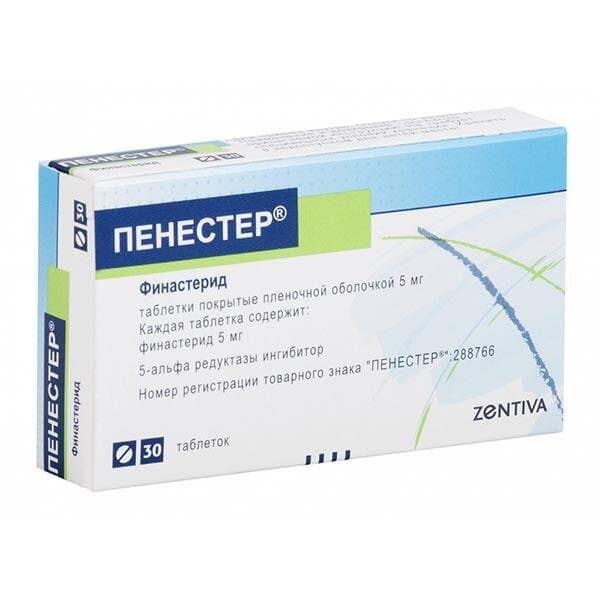 ПЕНЕСТЕР®
Финастерид
таблетки покрытые пленочной оболочкой 5 мг
Каждая таблетка содержит:
финастерид 5 мг
5-альфа редуктазы ингибитор
Номер регистрации товарного знака "ПЕНЕСТЕР®":288766
30 таблеток
ZENTIVA
30
ПЕНЕСТЕР®
Финастерид